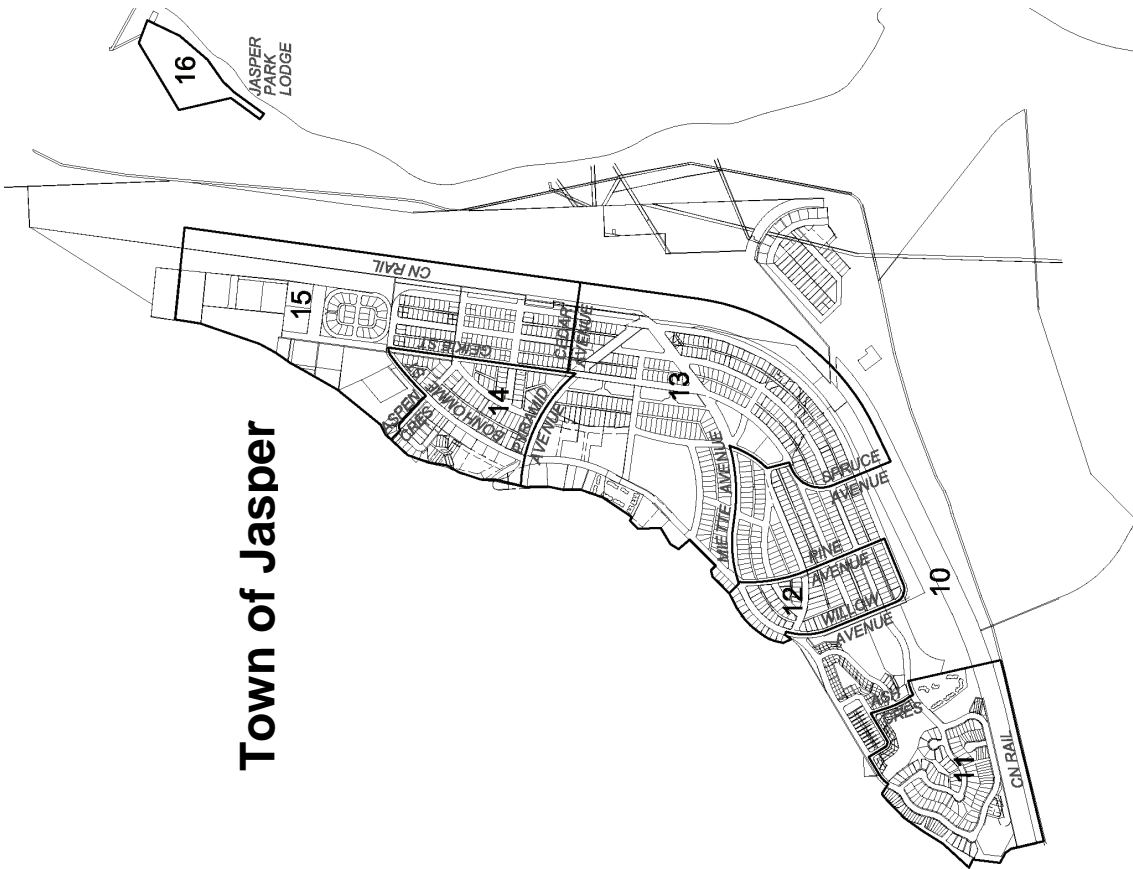 Town of Jasper
16
JASPER
PARK
LODGE
15
CN RAIL
GEIKIE ST
CEDAR
AVENUE
ASPEN
CRES
BONHOMME
14
PYRAMID
AVENUE
13
MIETTE AVENUE
SPRUCE
AVENUE
PINE
AVENUE
12
WILLOW
AVENUE
10
ASH
CRES
11
CN RAIL